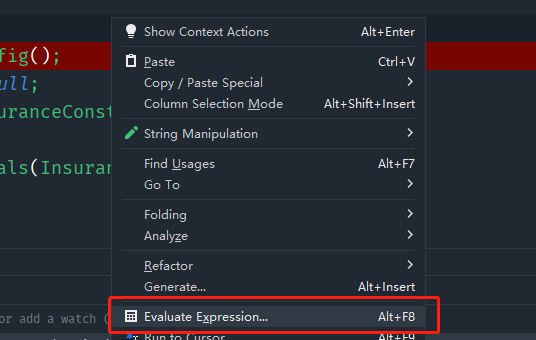 Show Context Actions Alt+Enter
fig();
Paste Ctrl+V
ull;
Copy / Paste Special
Column Selection Mode Alt+Shift+Insert
uranceConst
String Manipulation
Find Usages Alt+F7
als(Insuran
Go To
Folding
Analyze
Refactor
Generate... Alt+Insert
Evaluate Expression... Alt+F8
or add a watch (
Run to Cursor Alt+F9